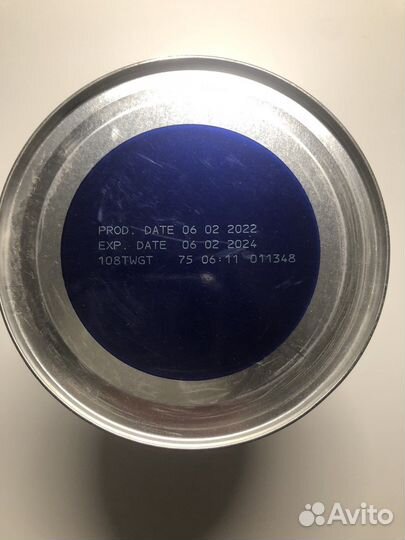 PROD. DATE 06 02 2022
EXP. DATE 06 02 2024
108TWGT 75 06:11 011348
Avito